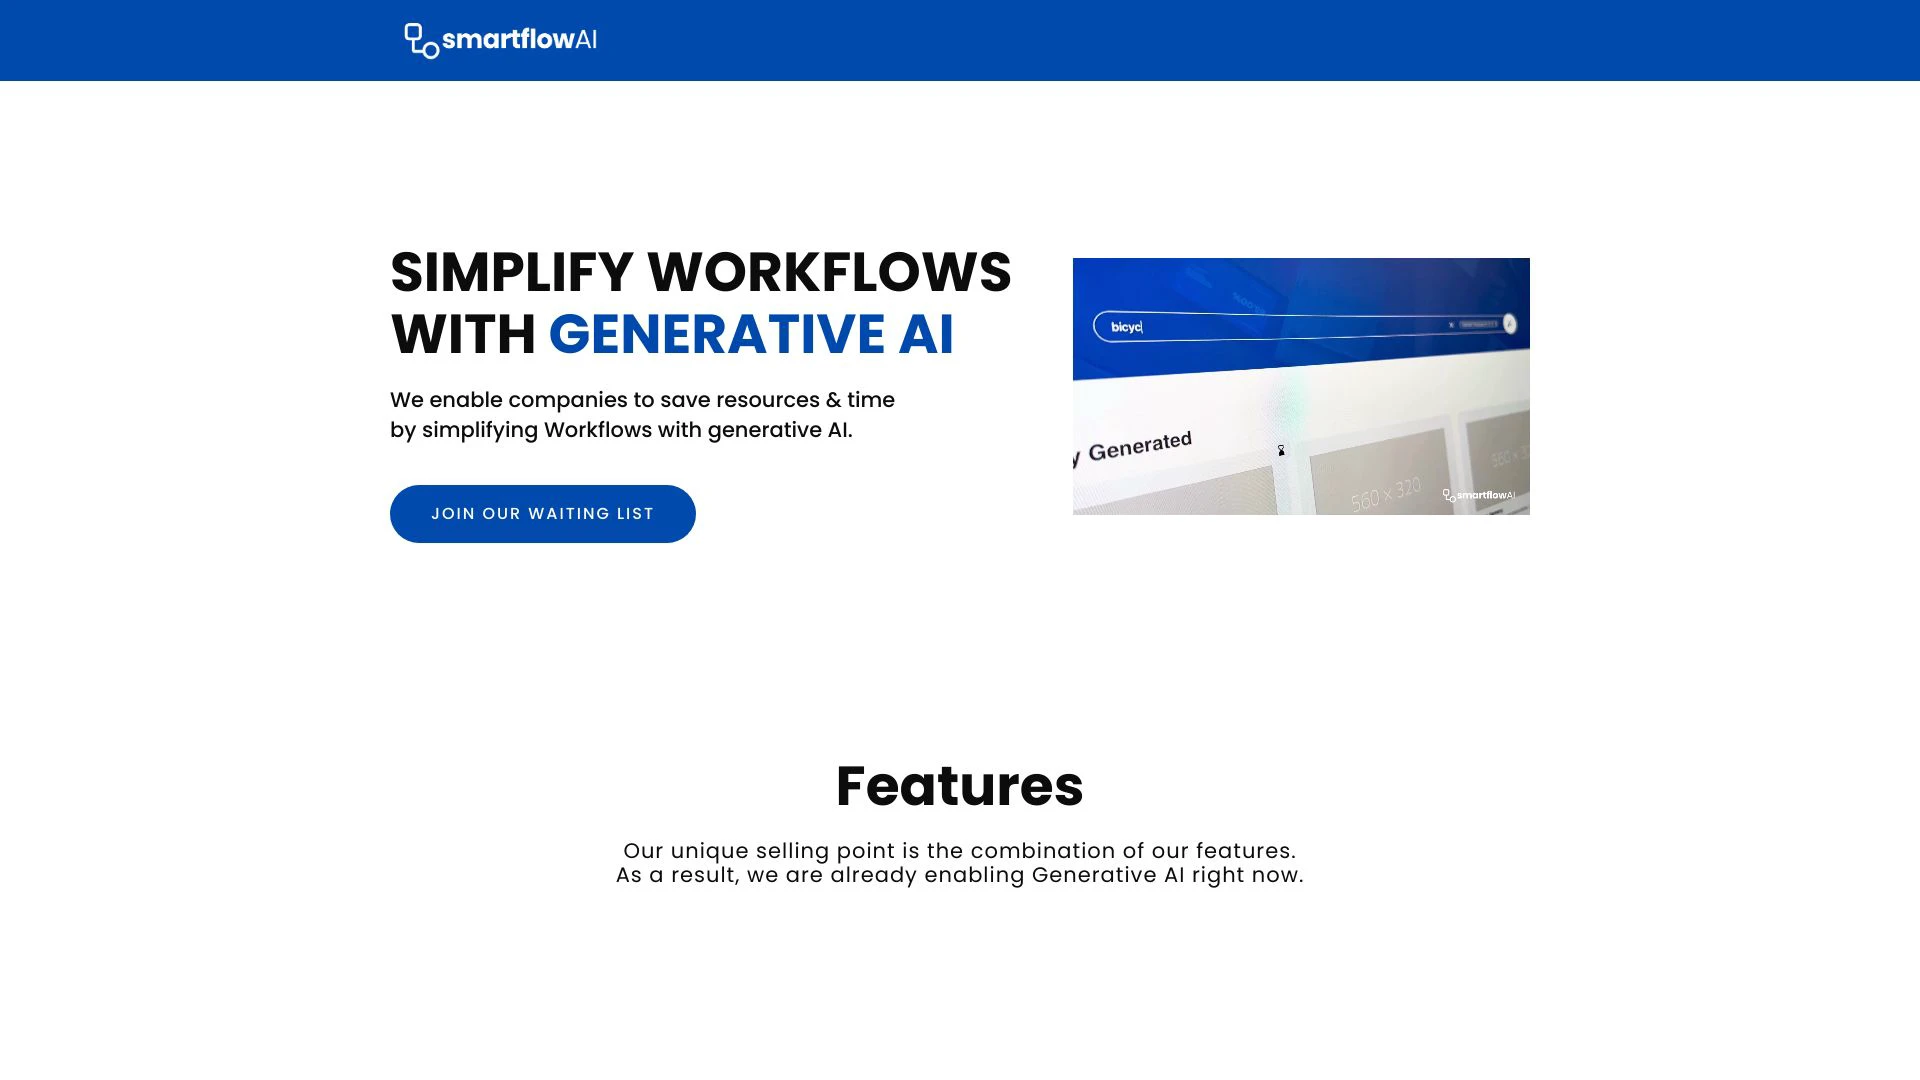 smartflowAI
SIMPLIFY WORKFLOWS
WITH GENERATIVE AI
We enable companies to save resources & time
by simplifying Workflows with generative AI.
JOIN OUR WAITING LIST
bicyc
y Generated
560 x 320
smartflowAI
Features
Our unique selling point is the combination of our features.
As a result, we are already enabling Generative AI right now.